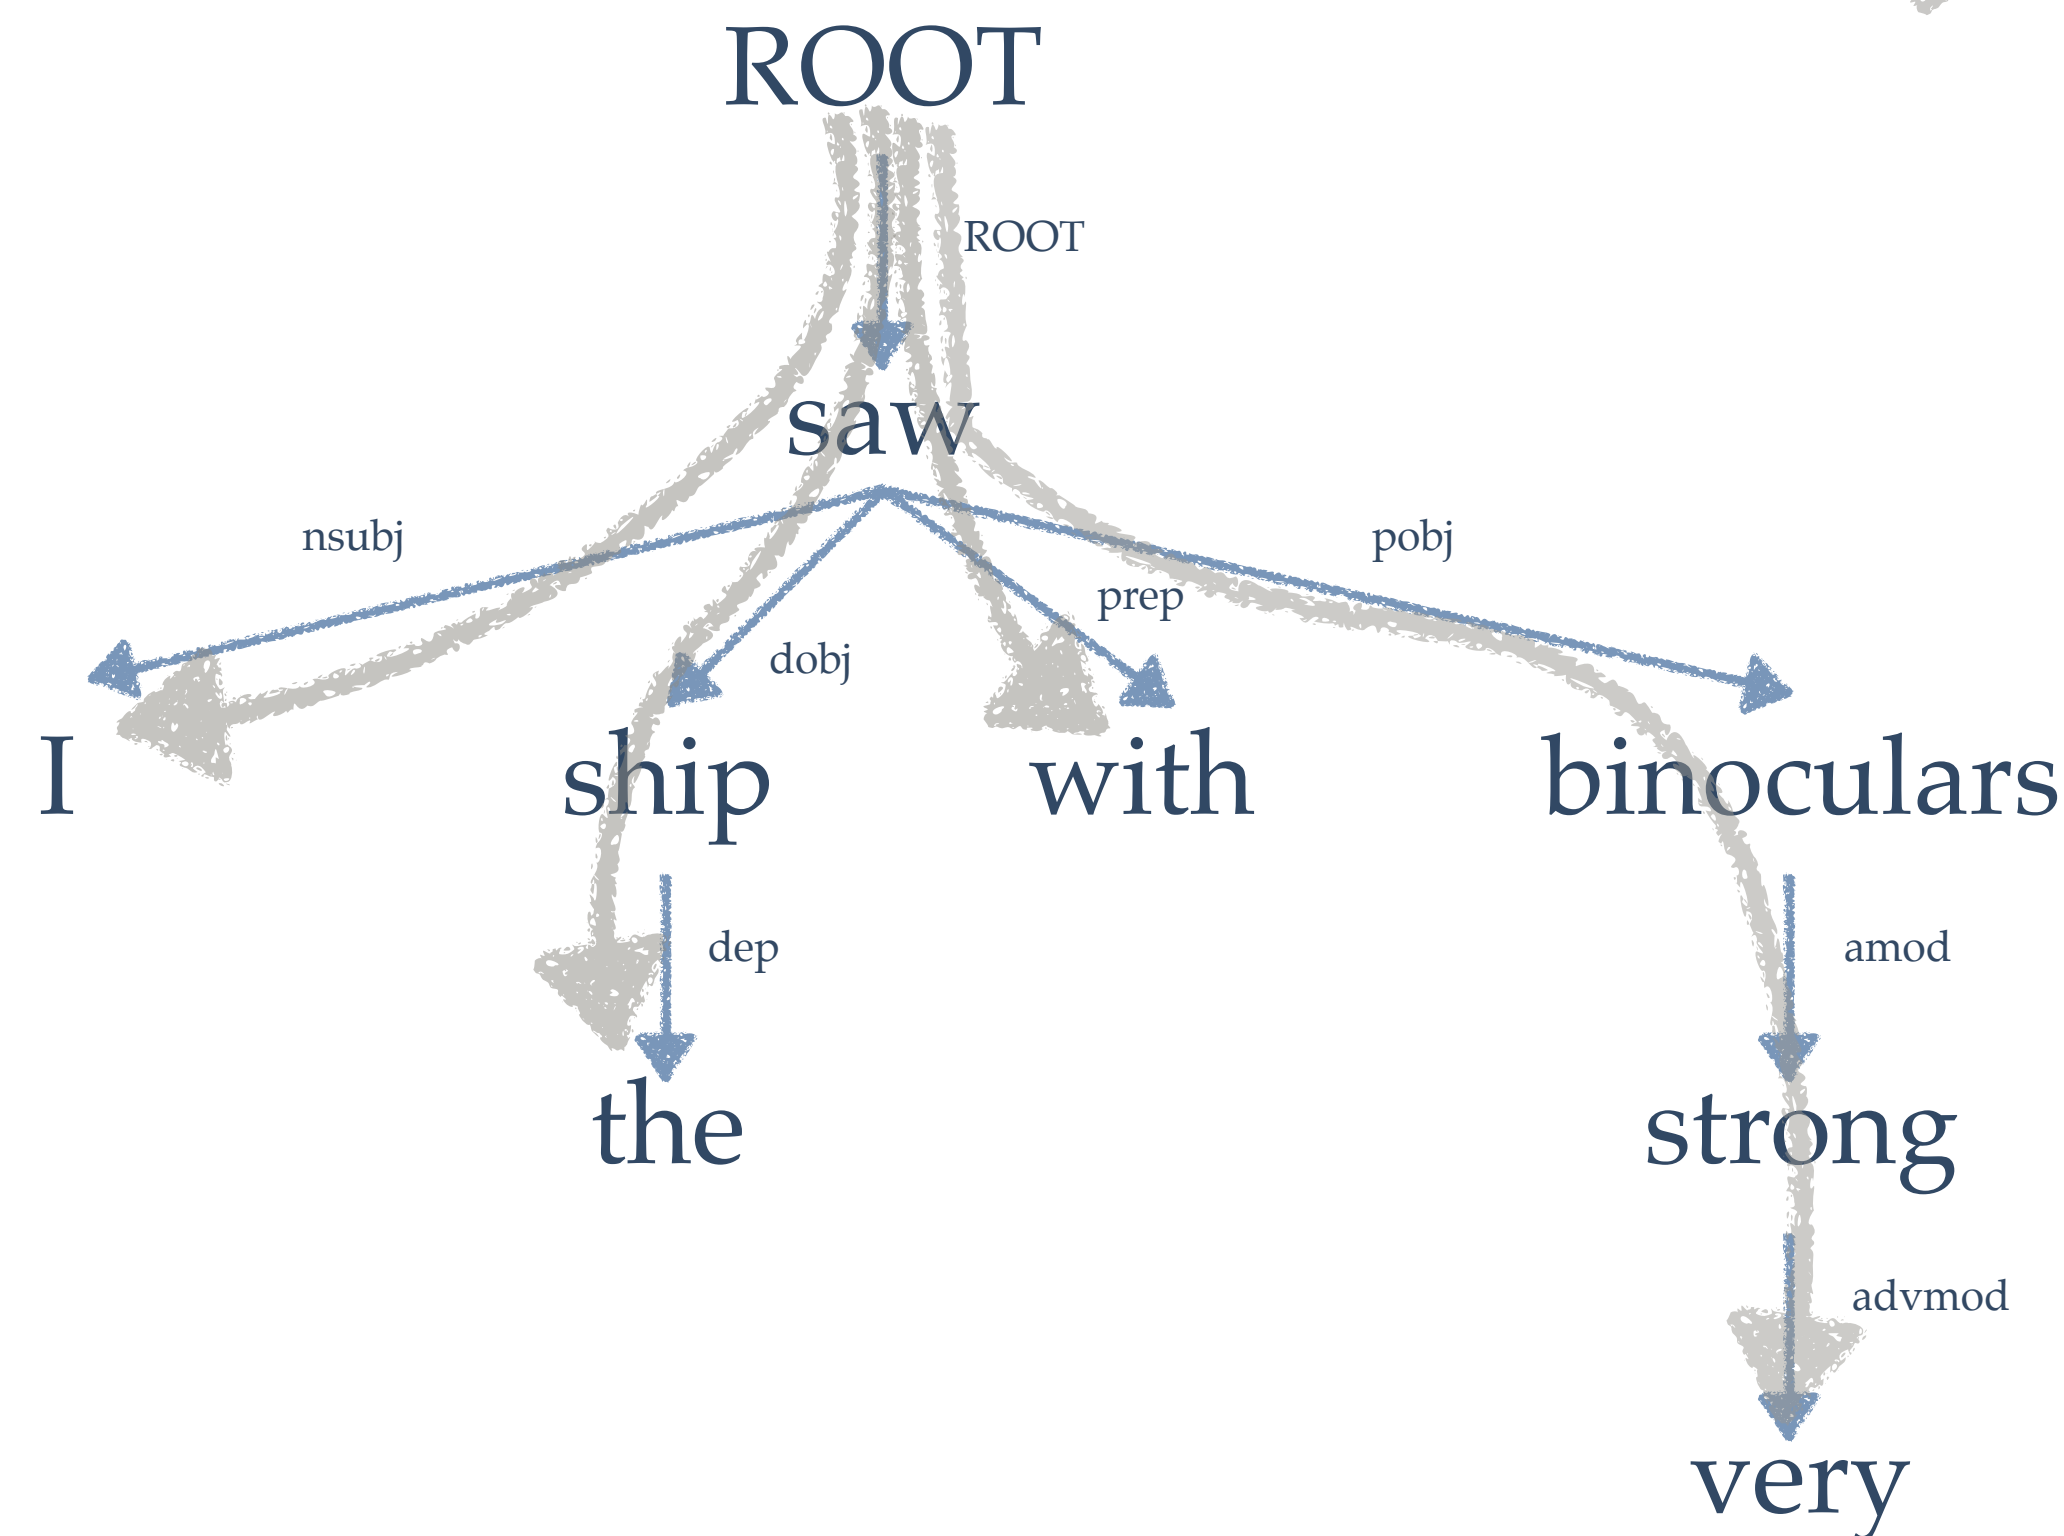 ROOT
ROOT
saw
nsubj
pobj
prep
dobj
I ship with binoculars
dep amod
the strong
advmod
very